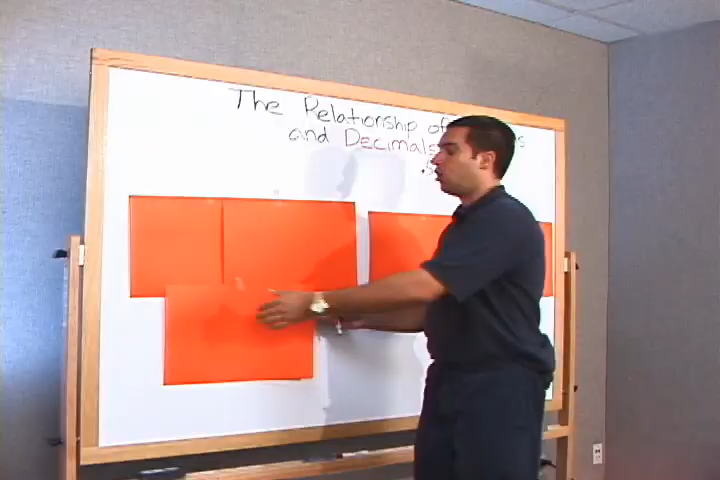 The Relationship of
and Decimals